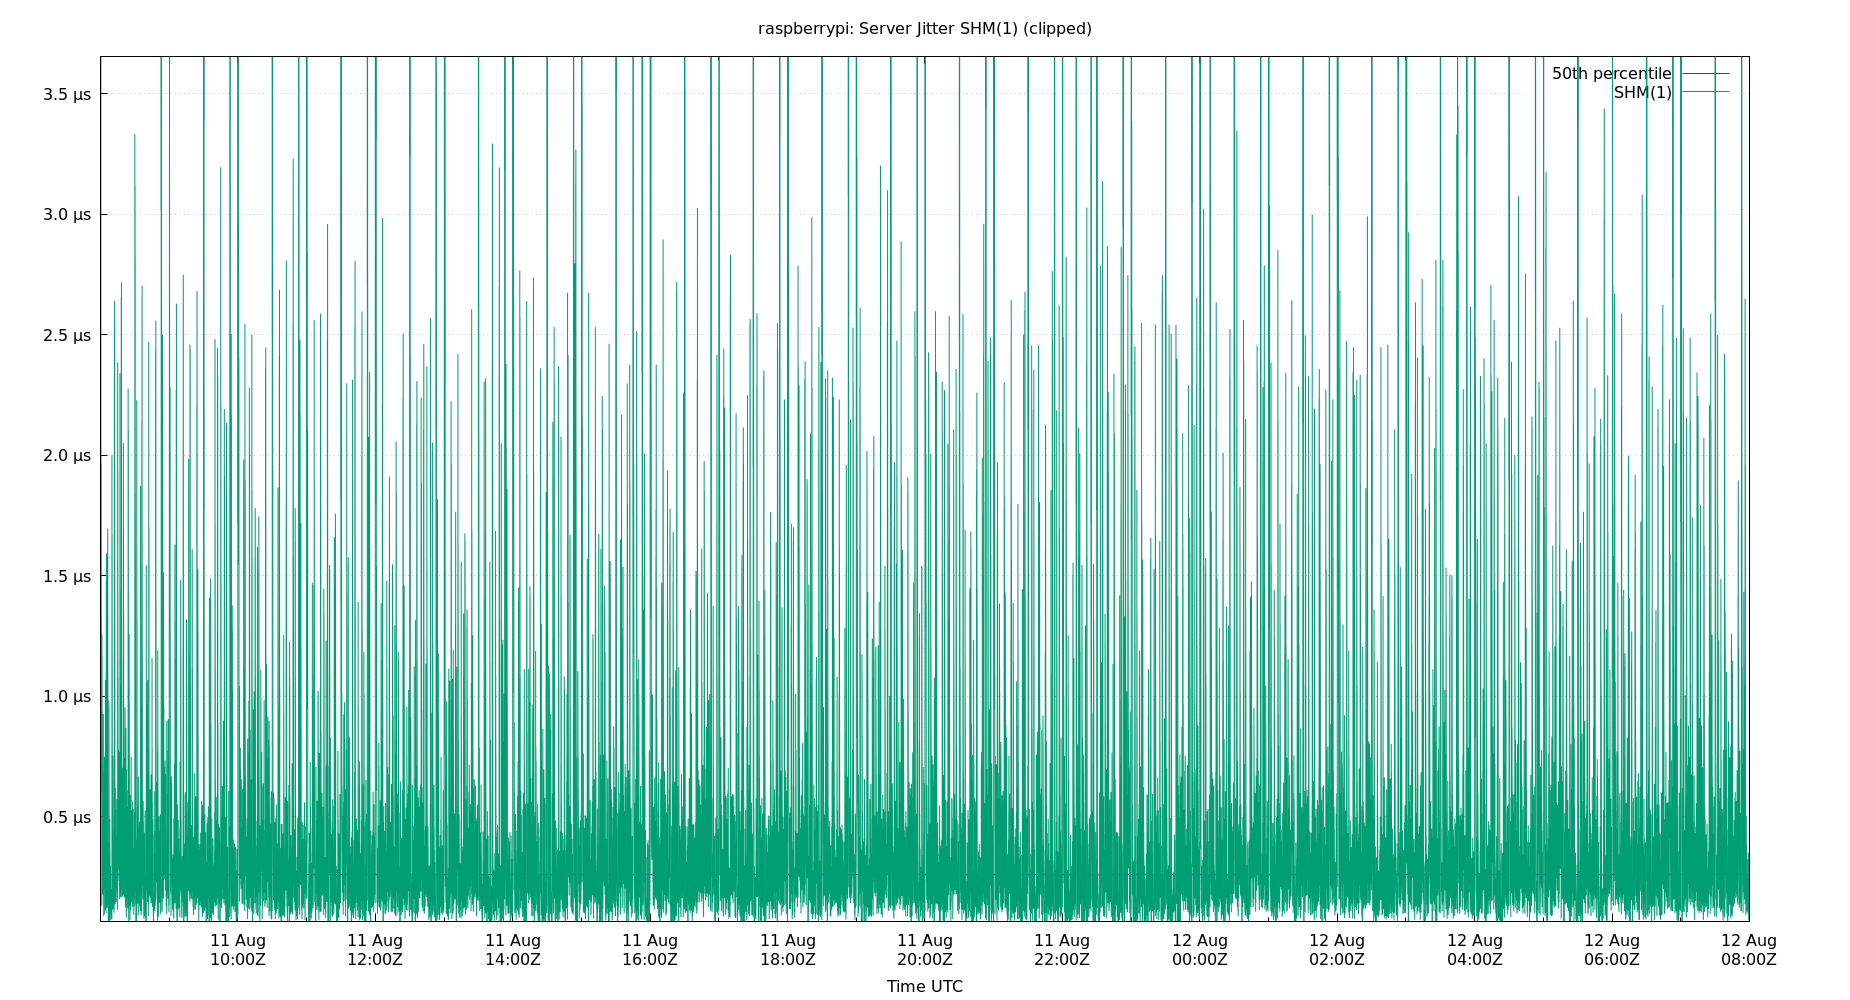 raspberrypi: Server Jitter SHM(1) (clipped)
50th percentile
SHM(1)
3.5 µs
3.0 µs
2.5 µs
2.0 µs
1.5 µs
1.0 µs
0.5 µs
11 Aug 11 Aug 11 Aug 11 Aug 11 Aug 11 Aug 11 Aug 12 Aug 12 Aug 12 Aug 12 Aug 12 Aug
10:00Z 12:00Z 14:00Z 16:00Z 18:00Z 20:00Z 22:00Z 00:00Z 02:00Z 04:00Z 06:00Z 08:00Z
Time UTC